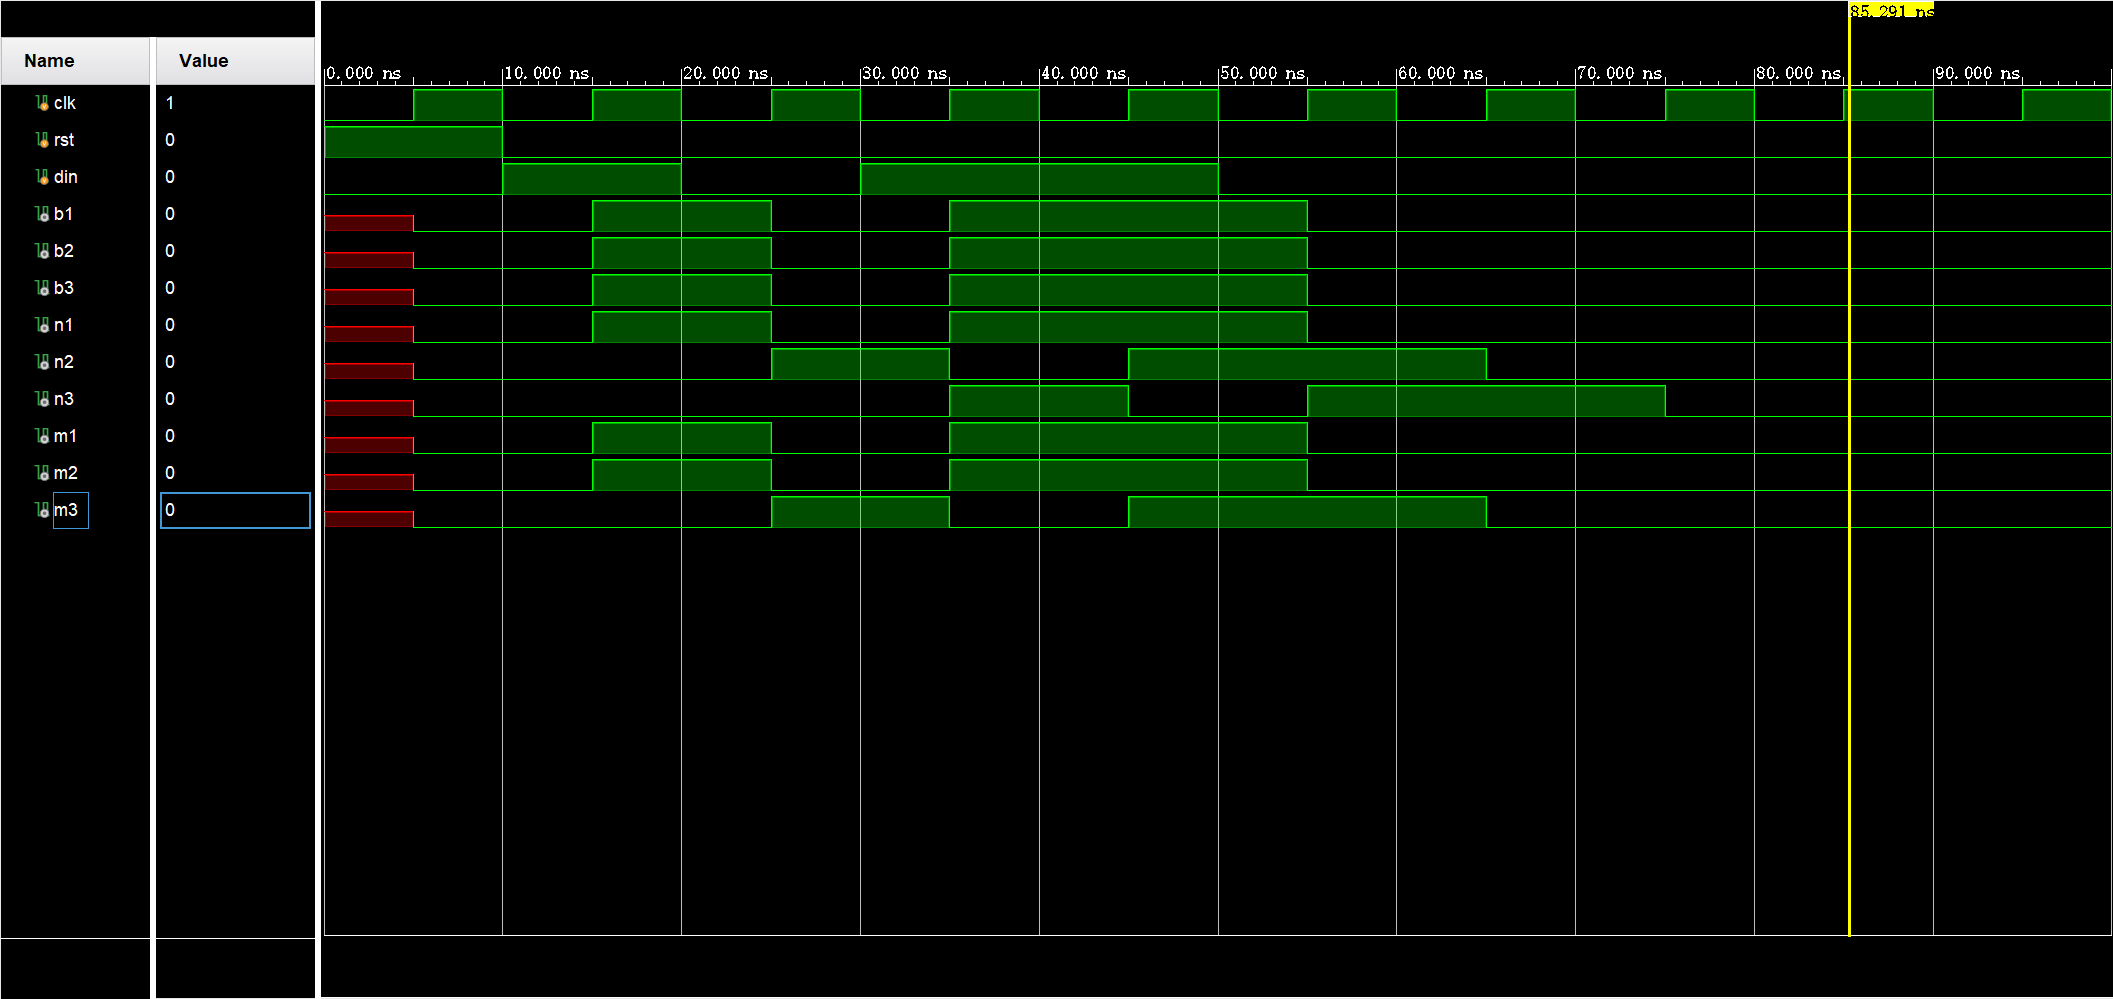 85.291 ns
Name Value
0.000 ns 10.000 ns 20.000 ns 30.000 ns 40.000 ns 50.000 ns 60.000 ns 70.000 ns 80.000 ns 90.000 ns
clk 1
rst 0
din 0
b1 0
b2 0
b3 0
n1 0
n2 0
n3 0
m1 0
m2 0
m3 0